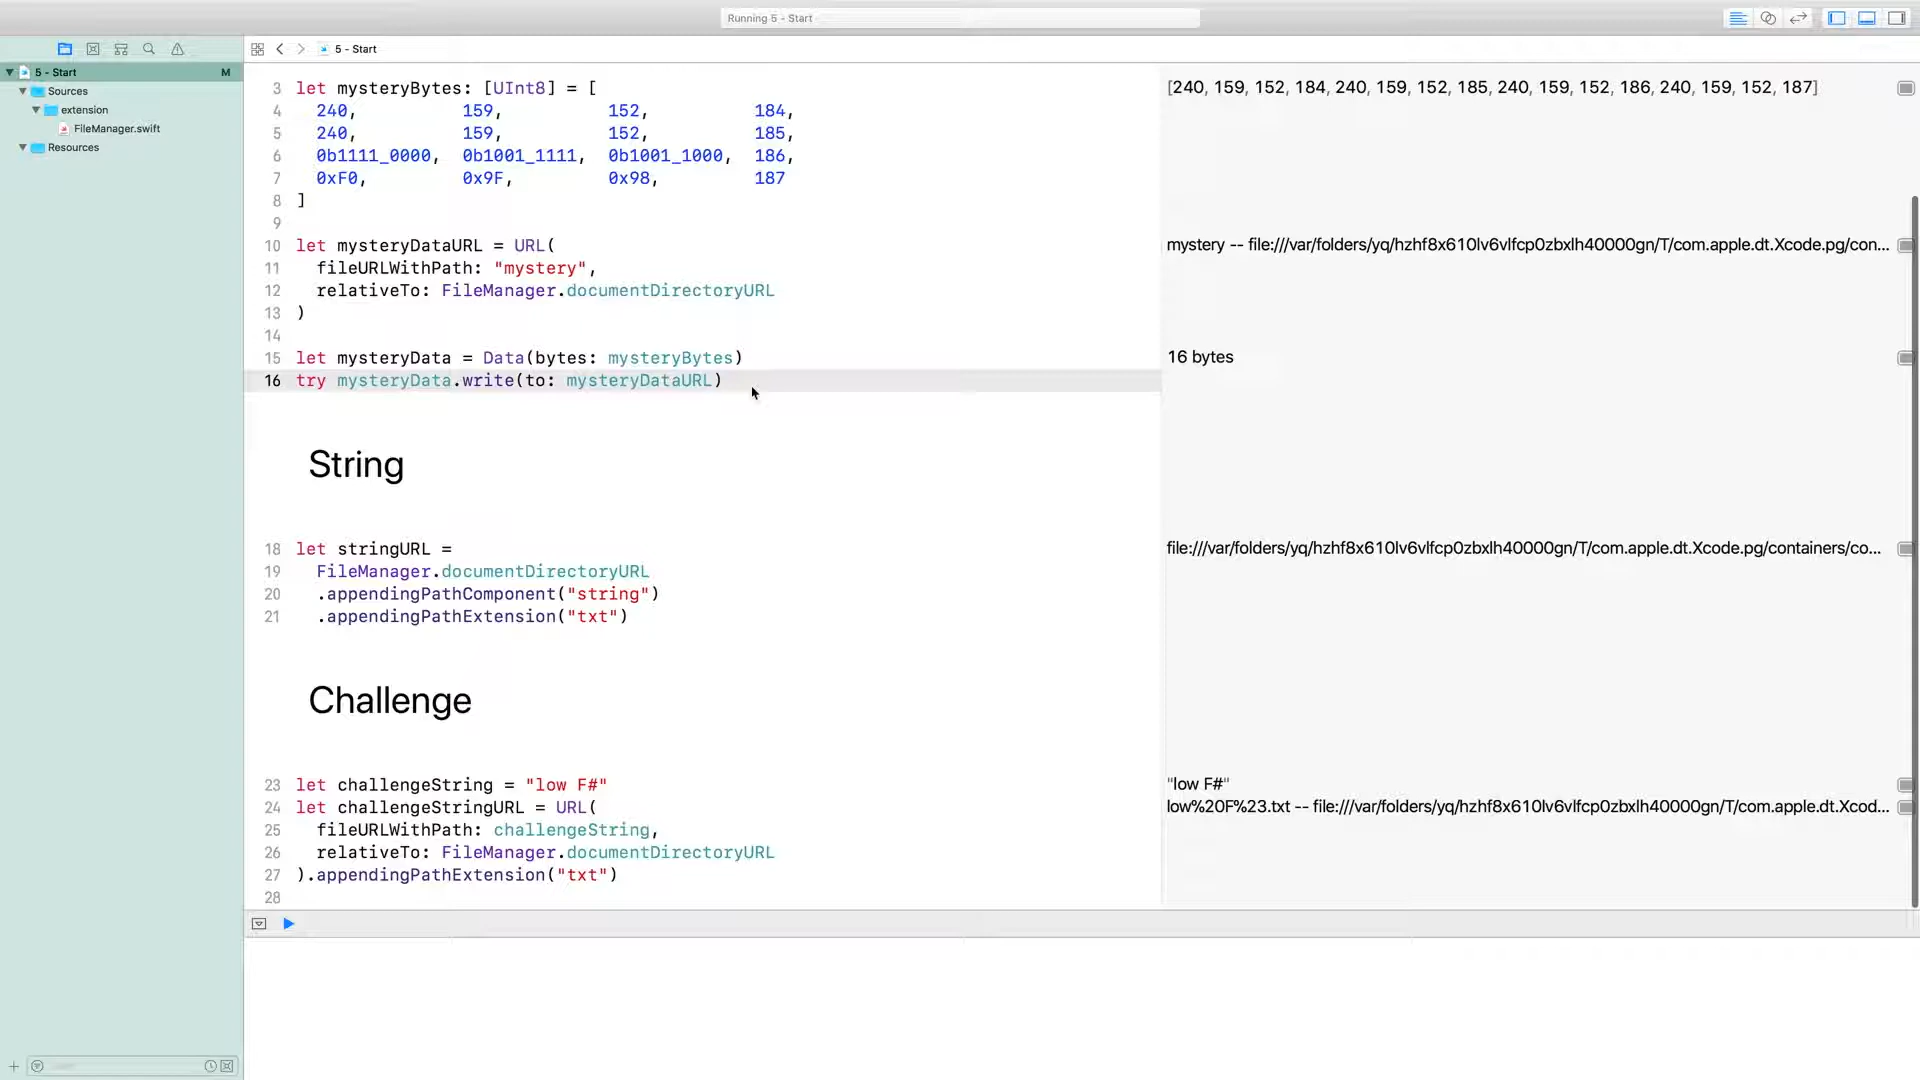 Running 5 - Start
5 - Start
5 - Start M
Sources
extension
FileManager.swift
Resources
3 let mysteryBytes: [UInt8] = [
4 240, 159, 152, 184,
5 240, 159, 152, 185,
6 0b1111_0000, 0b1001_1111, 0b1001_1000, 186,
7 0xF0, 0x9F, 0x98, 187
8 ]
9
10 let mysteryDataURL = URL(
11 fileURLWithPath: "mystery",
12 relativeTo: FileManager.documentDirectoryURL
13 )
14
15 let mysteryData = Data(bytes: mysteryBytes)
16 try mysteryData.write(to: mysteryDataURL)
String
18 let stringURL =
19 FileManager.documentDirectoryURL
20 .appendingPathComponent("string")
21 .appendingPathExtension("txt")
Challenge
23 let challengeString = "low F#"
24 let challengeStringURL = URL(
25 fileURLWithPath: challengeString,
26 relativeTo: FileManager.documentDirectoryURL
27 ).appendingPathExtension("txt")
28
[240, 159, 152, 184, 240, 159, 152, 185, 240, 159, 152, 186, 240, 159, 152, 187]
mystery -- file:///var/folders/yq/hzhf8x610lv6vlfcp0zbxlh40000gn/T/com.apple.dt.Xcode.pg/con...
16 bytes
file:///var/folders/yq/hzhf8x610lv6vlfcp0zbxlh40000gn/T/com.apple.dt.Xcode.pg/containers/co...
"low F#"
low%20F%23.txt -- file:///var/folders/yq/hzhf8x610lv6vlfcp0zbxlh40000gn/T/com.apple.dt.Xcod...